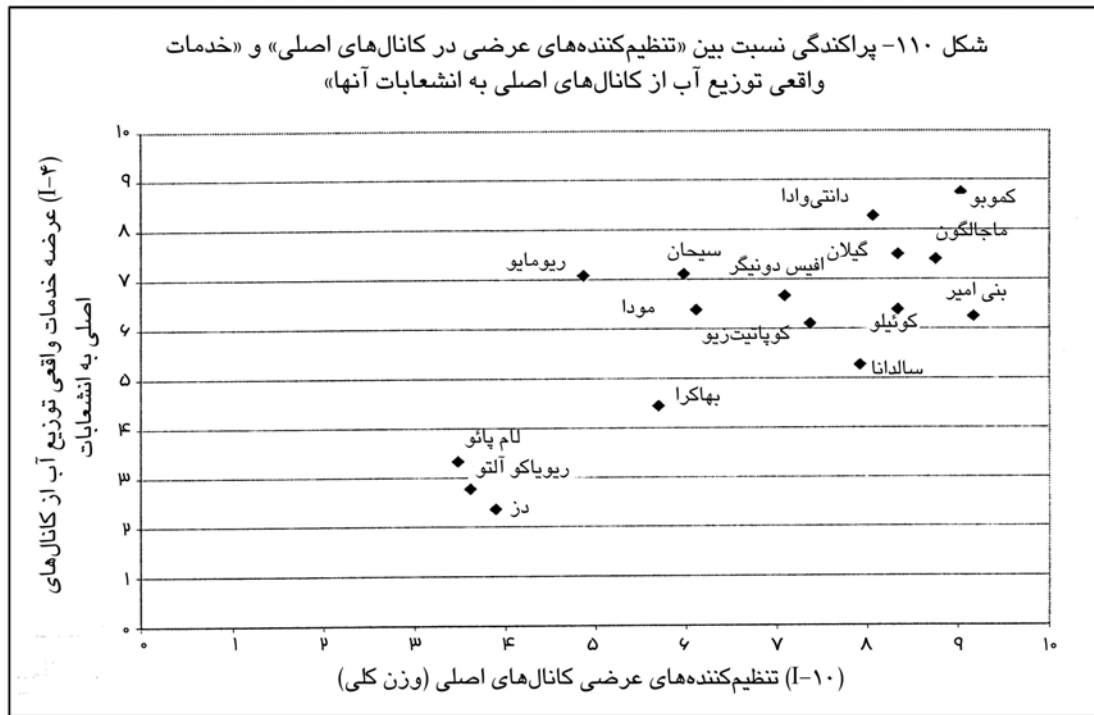 شکل ۱۱۰- پراکندگی نسبت بین «تنظیم‌کننده‌های عرضی در کانال‌های اصلی» و «خدمات
واقعی توزیع آب از کانال‌های اصلی به انشعابات آنها»
(I-۴) عرضه خدمات واقعی توزیع آب از کانال‌های
اصلی به انشعابات
۱۰
۹
۸
۷
۶
۵
۴
۳
۲
۱
۰
کموبو
دانتی‌وادا
ماجالگون
گیلان
سیحان
افیس دونیگر
ریومایو
بنی امیر
مودا
کوئیلو
کوپاتیت‌زیو
سالدانا
بهاکرا
لام پائو
ریویاکو آلتو
دز
۰ ۱ ۲ ۳ ۴ ۵ ۶ ۷ ۸ ۹ ۱۰
(I-۱۰) تنظیم‌کننده‌های عرضی کانال‌های اصلی (وزن کلی)